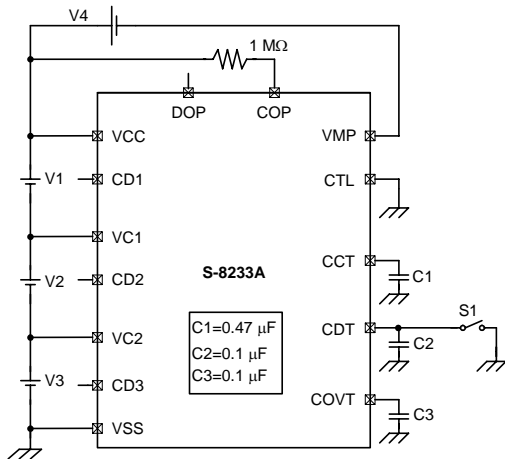 V4
1 MΩ
DOP
COP
VCC
VMP
V1
CD1
CTL
VC1
V2
CD2
S-8233A
CCT
C1
S1
C1=0.47 μF
C2=0.1 μF
C3=0.1 μF
VC2
CDT
C2
V3
CD3
COVT
C3
VSS